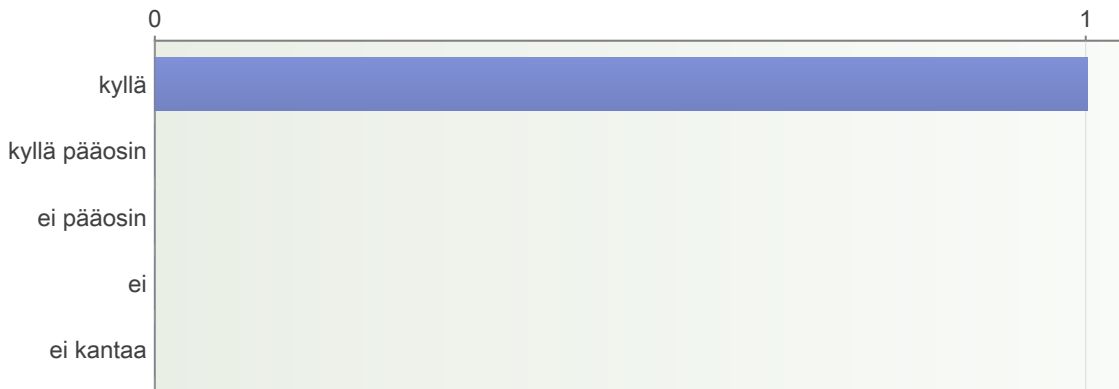 0 1
kyllä
kyllä pääosin
ei pääosin
ei
ei kantaa